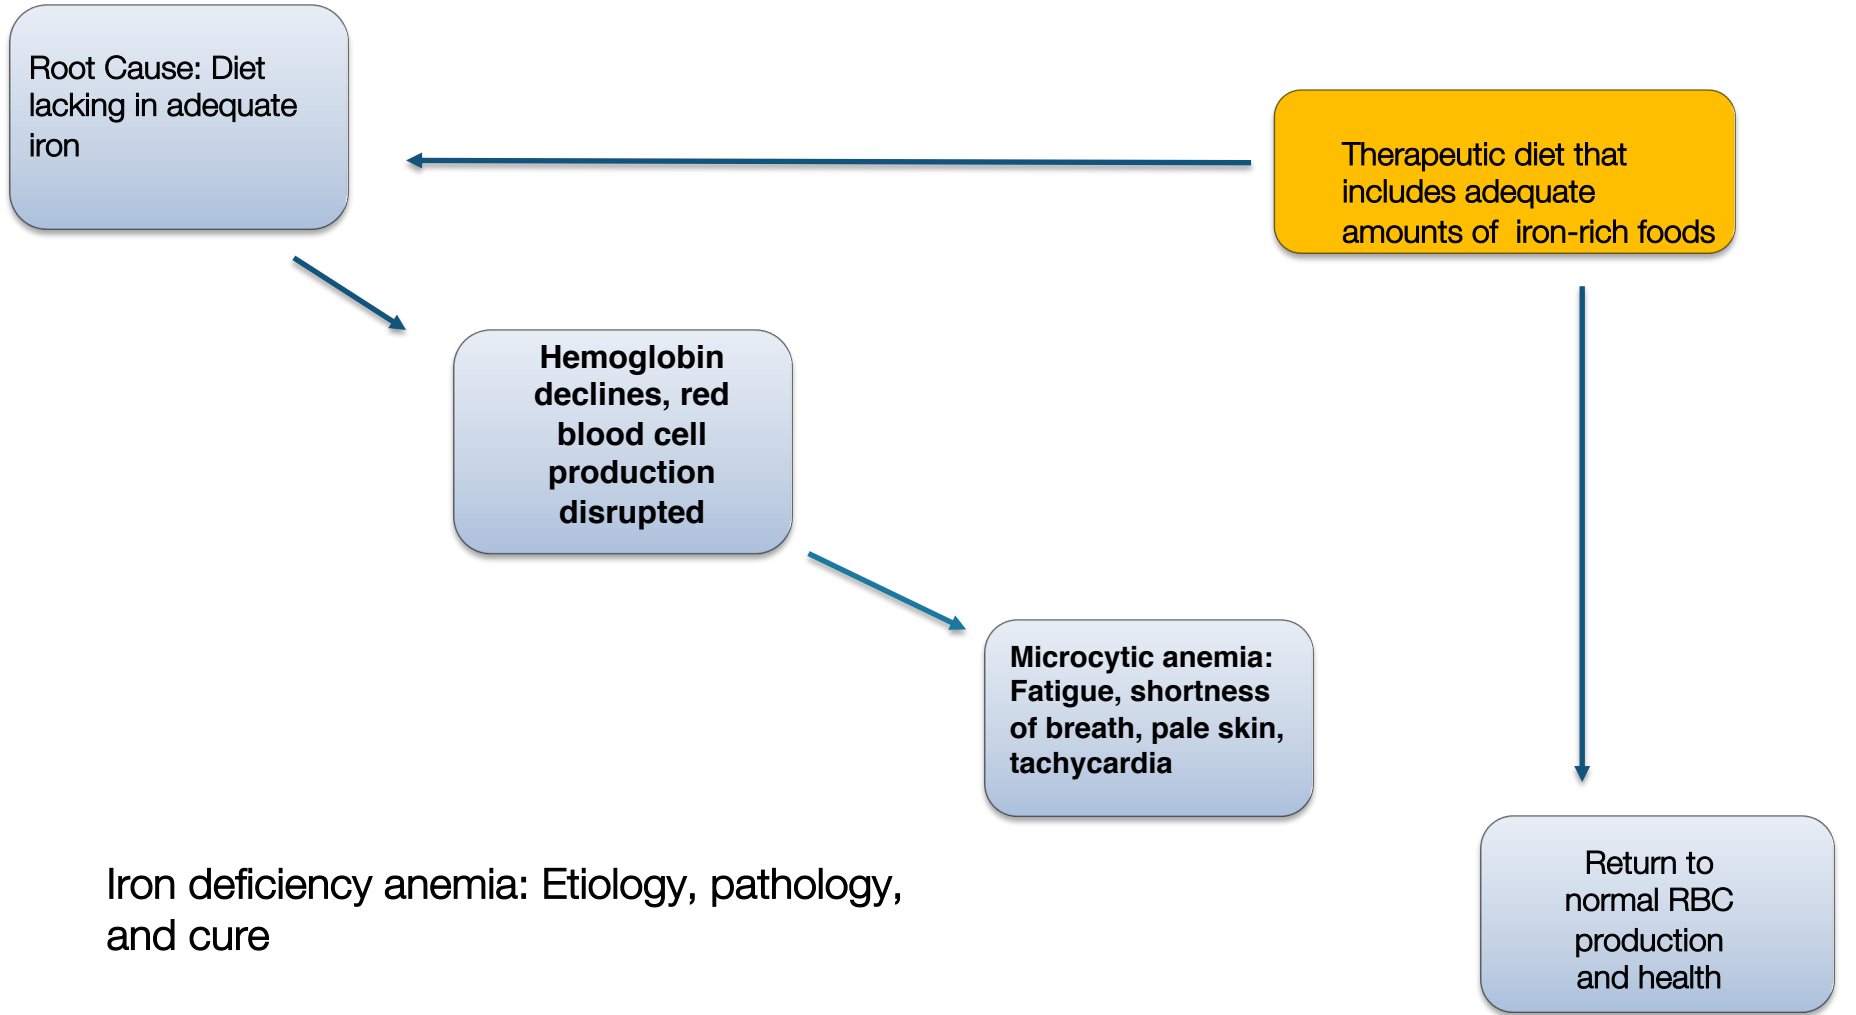 Root Cause: Diet
lacking in adequate
iron
Therapeutic diet that
includes adequate
amounts of  iron-rich foods
Hemoglobin
declines, red
blood cell
production
disrupted
Microcytic anemia:
Fatigue, shortness
of breath, pale skin,
tachycardia
Return to
normal RBC
production
and health
Iron deficiency anemia: Etiology, pathology,
and cure